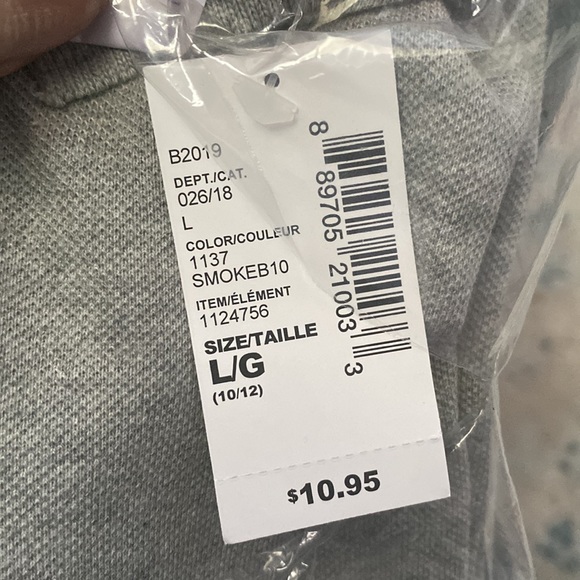 B2019
DEPT./CAT.
026/18
L
COLOR/COULEUR
1137
SMOKEB10
ITEM/ÉLÉMENT
1124756
SIZE/TAILLE
L/G
(10/12)
8 89705 21003 3
$10.95